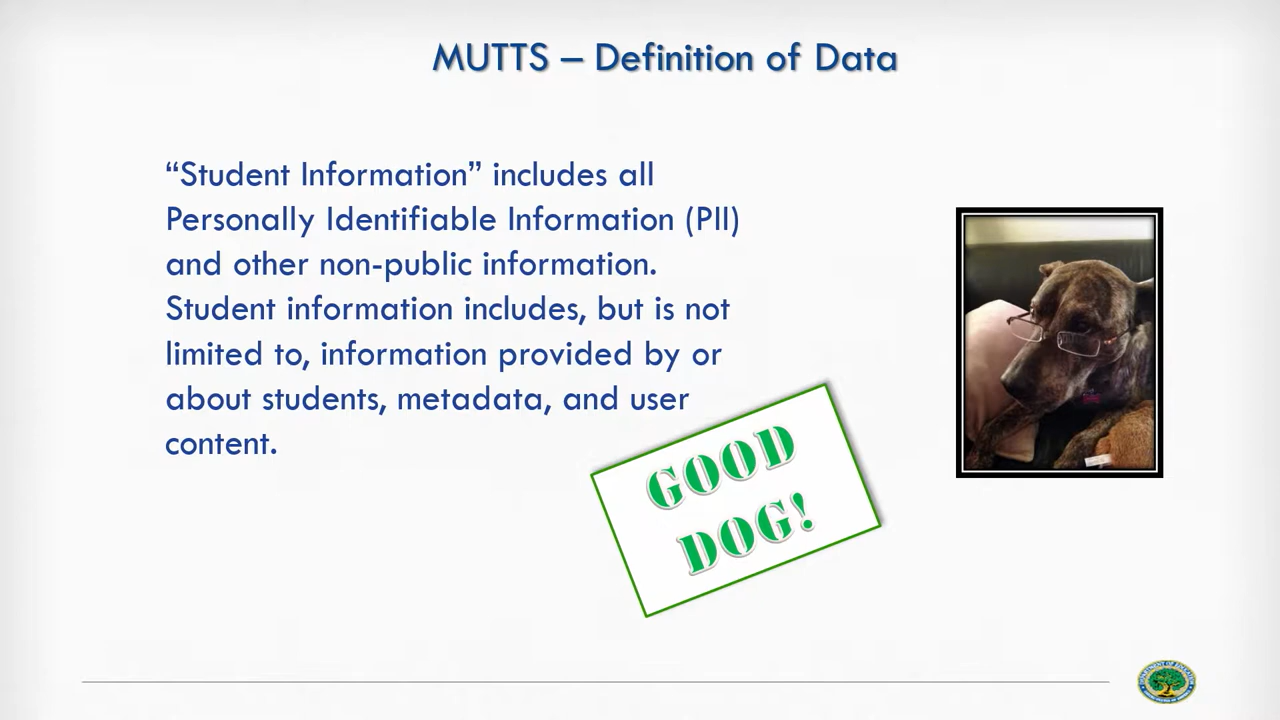 MUTTS – Definition of Data
“Student Information” includes all
Personally Identifiable Information (PII)
and other non-public information.
Student information includes, but is not
limited to, information provided by or
about students, metadata, and user
content.
GOOD
DOG!